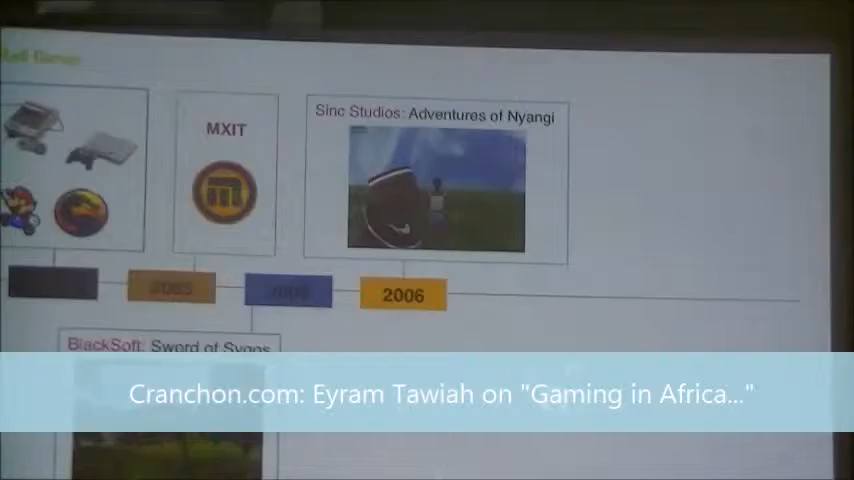 MXIT
Sinc Studios: Adventures of Nyangi
2006
BlackSoft: Sword of Sygos
Cranchon.com: Eyram Tawiah on "Gaming in Africa..."